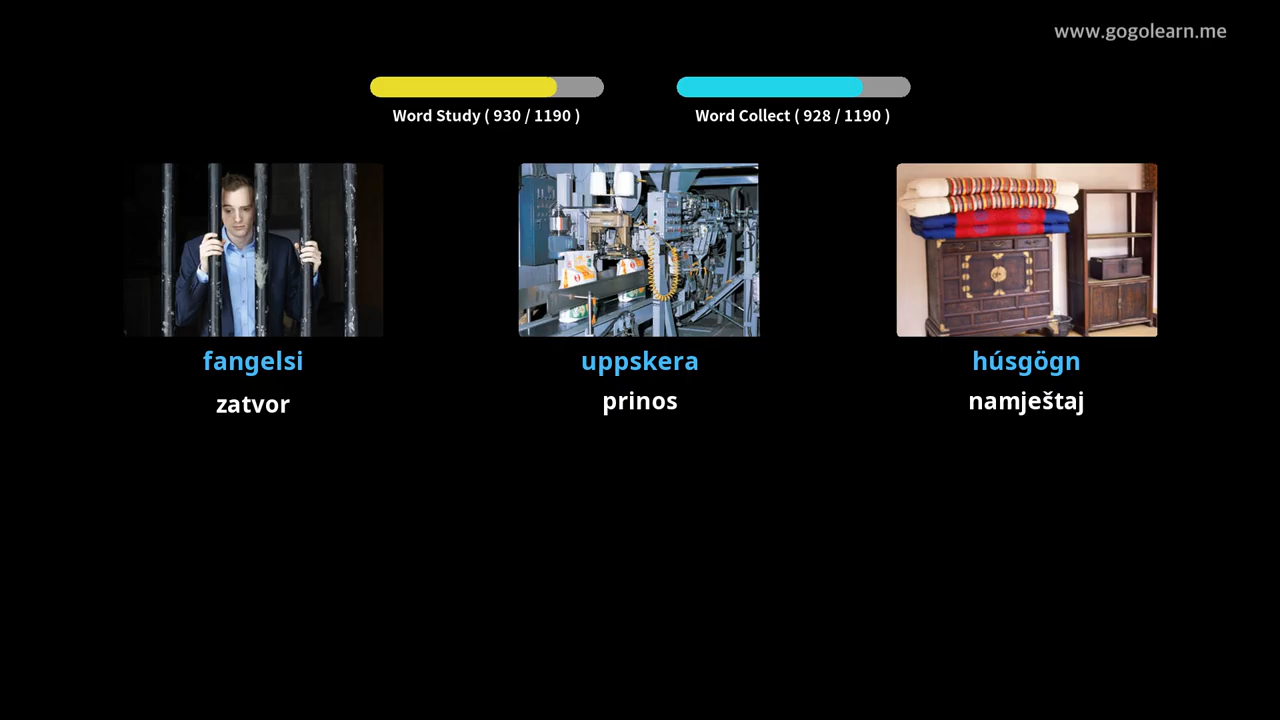 www.gogolearn.me
Word Study ( 930 / 1190 )
Word Collect ( 928 / 1190 )
fangelsi
zatvor
uppskera
prinos
húsgögn
namještaj